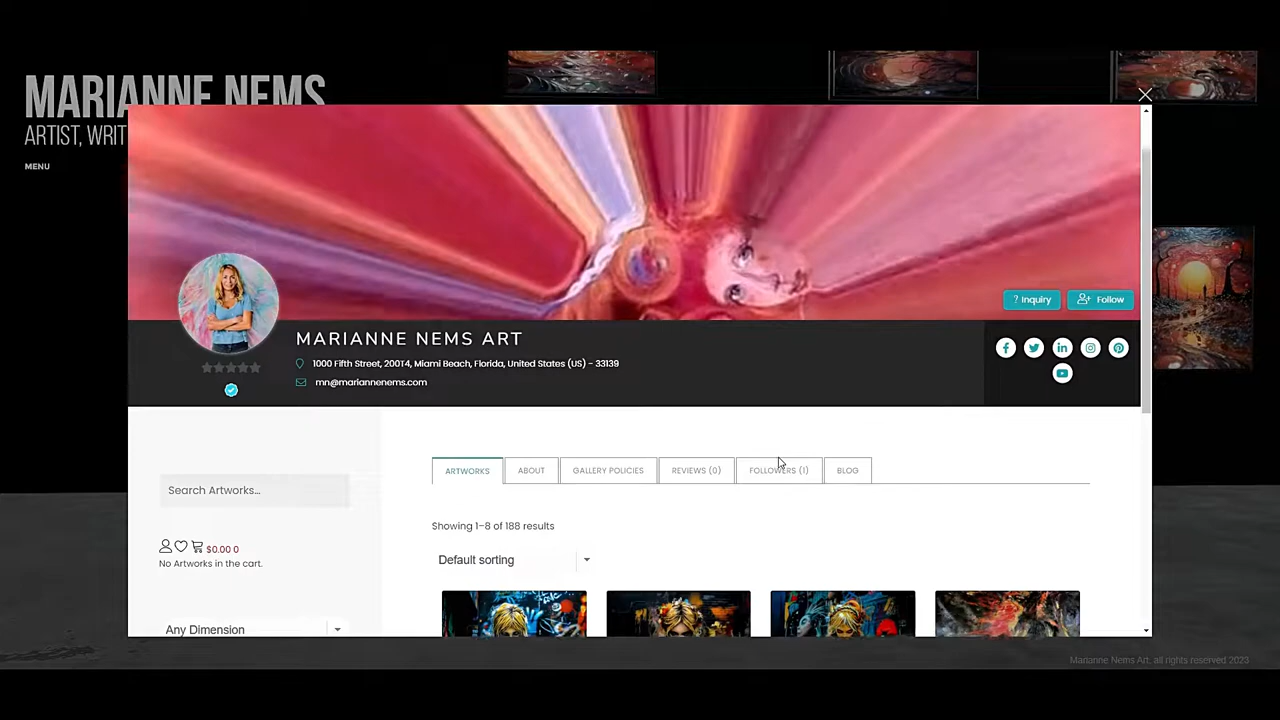 MARIANNE NEMS
ARTIST, WRIT
MENU
? Inquiry
Follow
MARIANNE NEMS ART
1000 Fifth Street, 200T4, Miami Beach, Florida, United States (US) - 33139
mn@mariannenems.com
ARTWORKS
ABOUT
GALLERY POLICIES
REVIEWS (0)
FOLLOWERS (1)
BLOG
Search Artworks...
Showing 1–8 of 188 results
$0.00 0
No Artworks in the cart.
Default sorting
Any Dimension
Marianne Nems Art, all rights reserved 2023